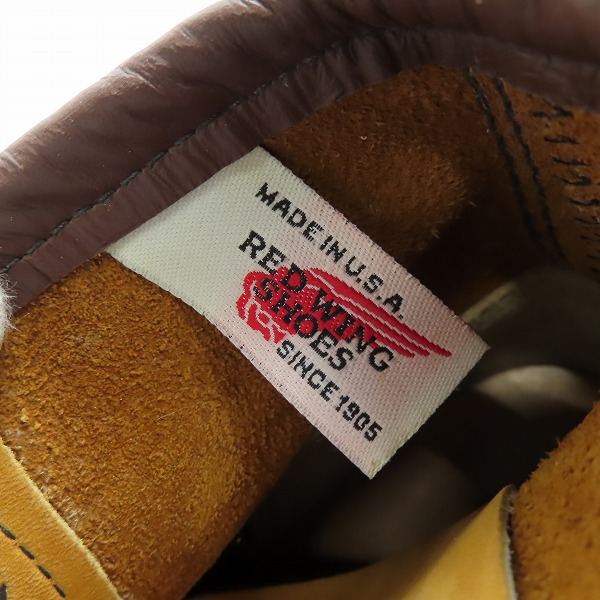 MADE IN U.S.A.
RED WING
SHOES
SINCE 1905